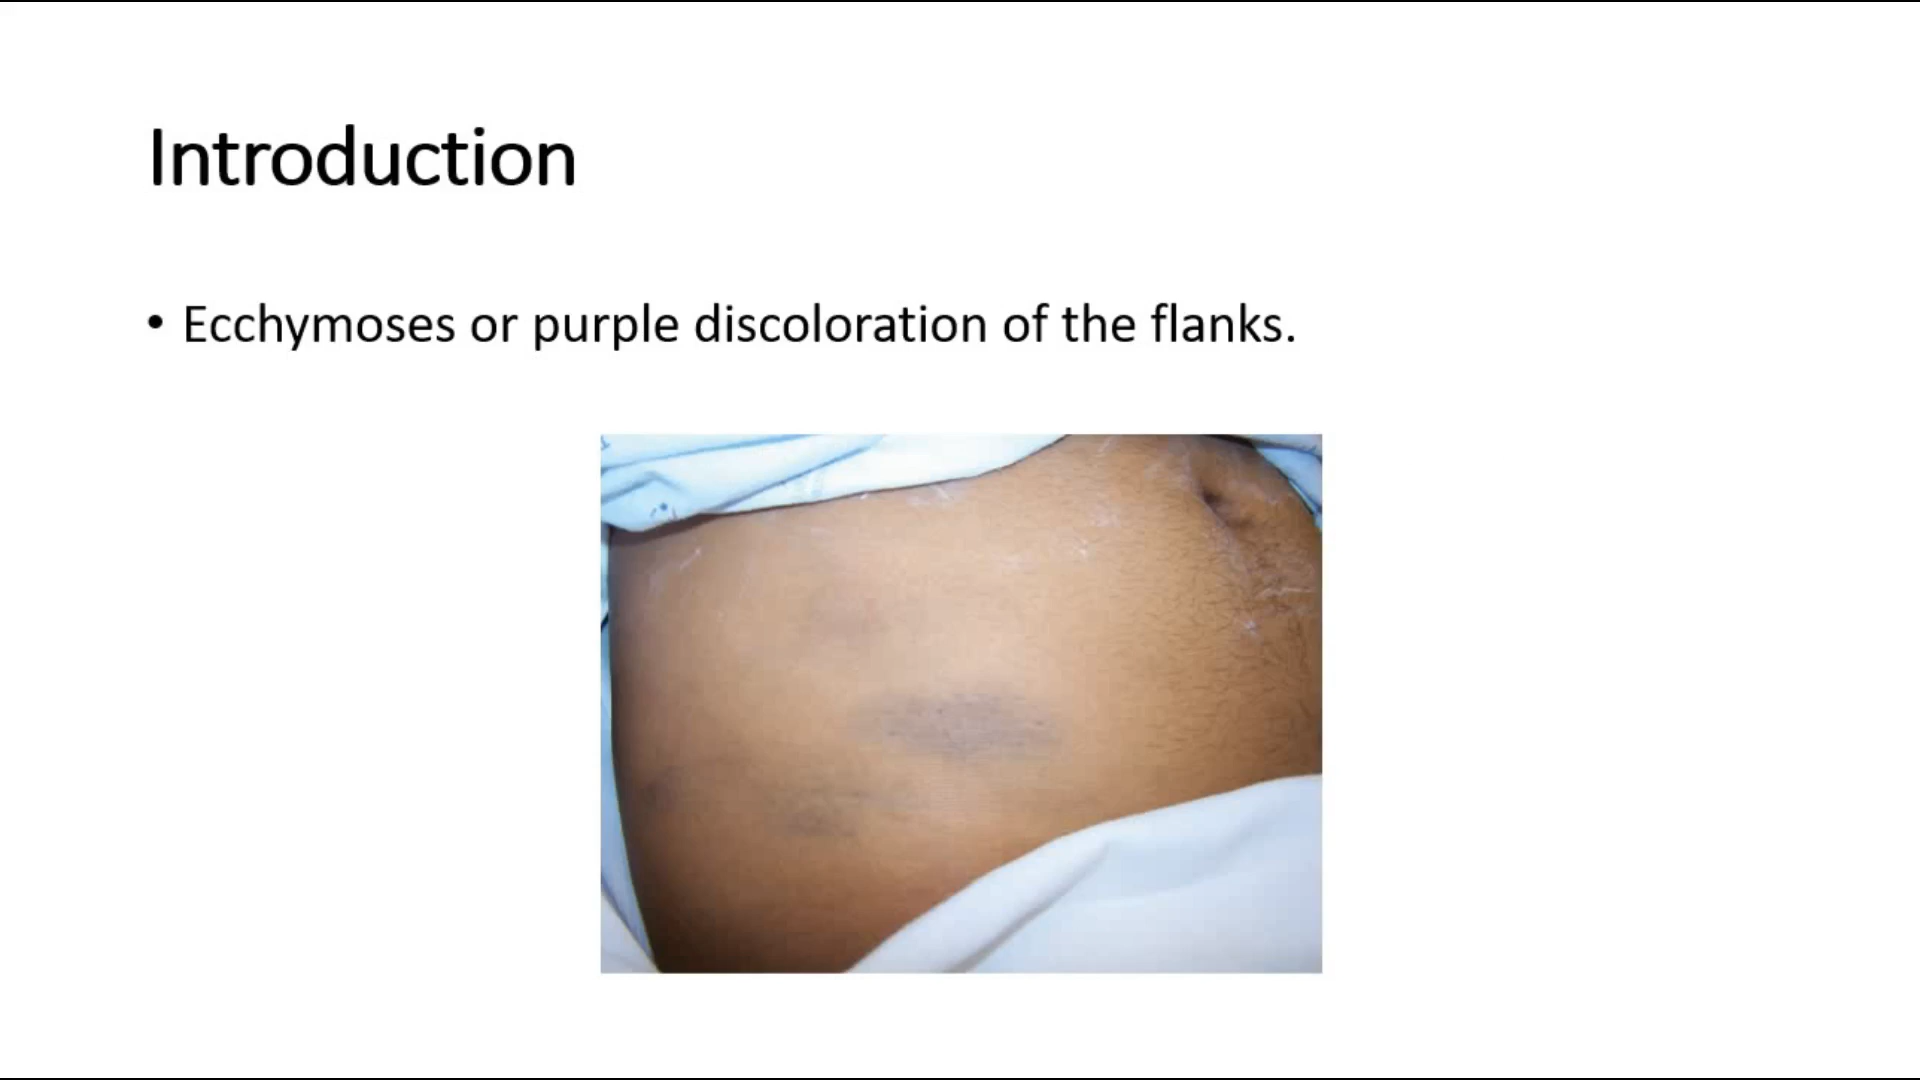 Introduction
• Ecchymoses or purple discoloration of the flanks.